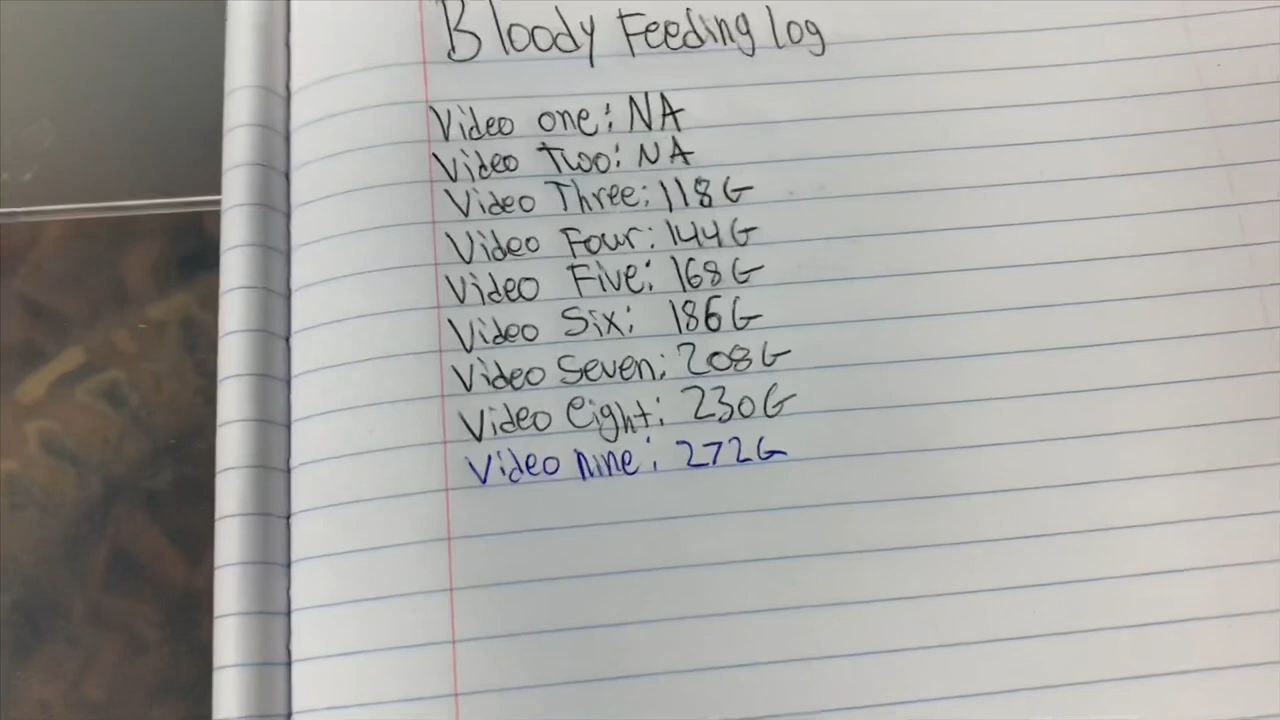 Bloody Feeding log
Video one: NA
Video Two: NA
Video Three: 118G
Video Four: 144G
Video Five: 168G
Video Six: 186G
Video Seven: 208G
Video eight: 230G
Video nine: 272G